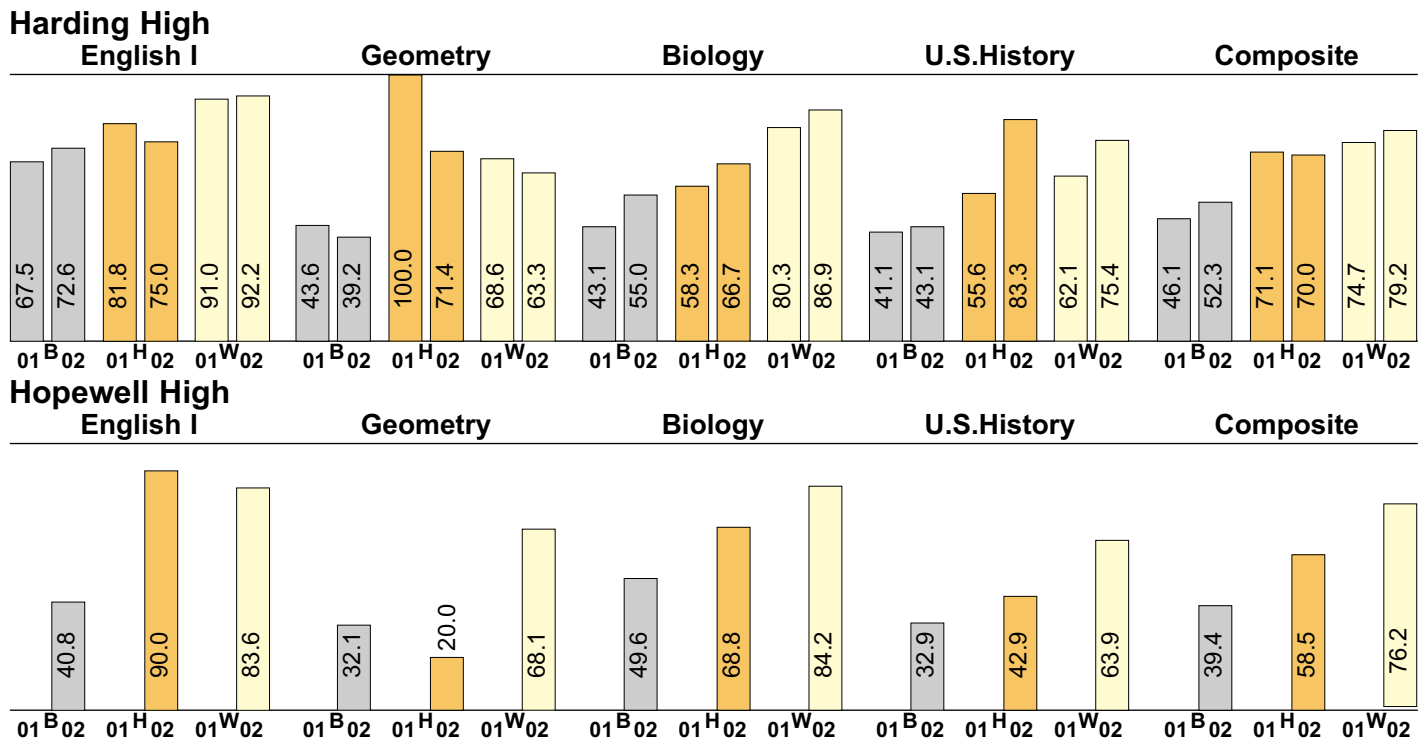 Harding High
English I Geometry Biology U.S.History Composite
67.5 72.6 81.8 75.0 91.0 92.2 43.6 39.2 100.0 71.4 68.6 63.3 43.1 55.0 58.3 66.7 80.3 86.9 41.1 43.1 55.6 83.3 62.1 75.4 46.1 52.3 71.1 70.0 74.7 79.2
01 B 02 01 H 02 01 W 02 01 B 02 01 H 02 01 W 02 01 B 02 01 H 02 01 W 02 01 B 02 01 H 02 01 W 02 01 B 02 01 H 02 01 W 02
Hopewell High
English I Geometry Biology U.S.History Composite
40.8 90.0 83.6 32.1 20.0 68.1 49.6 68.8 84.2 32.9 42.9 63.9 39.4 58.5 76.2
01 B 02 01 H 02 01 W 02 01 B 02 01 H 02 01 W 02 01 B 02 01 H 02 01 W 02 01 B 02 01 H 02 01 W 02 01 B 02 01 H 02 01 W 02